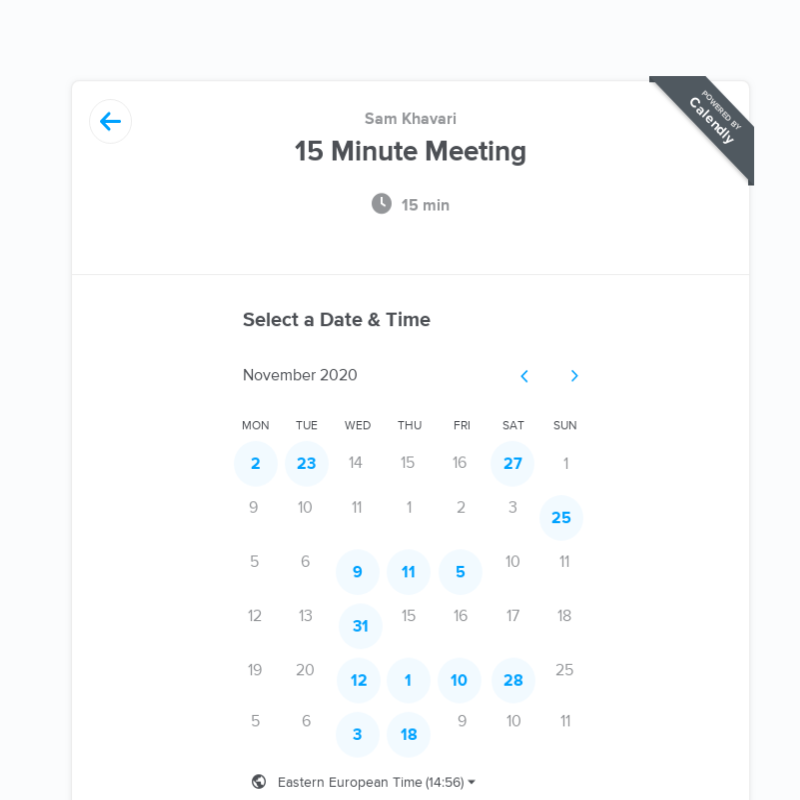 POWERED BY
Calendly
Sam Khavari
15 Minute Meeting
15 min
Select a Date & Time
November 2020
MON TUE WED THU FRI SAT SUN
2 23 14 15 16 27 1
9 10 11 1 2 3 25
5 6 9 11 5 10 11
12 13 31 15 16 17 18
19 20 12 1 10 28 25
5 6 3 18 9 10 11
Eastern European Time (14:56)